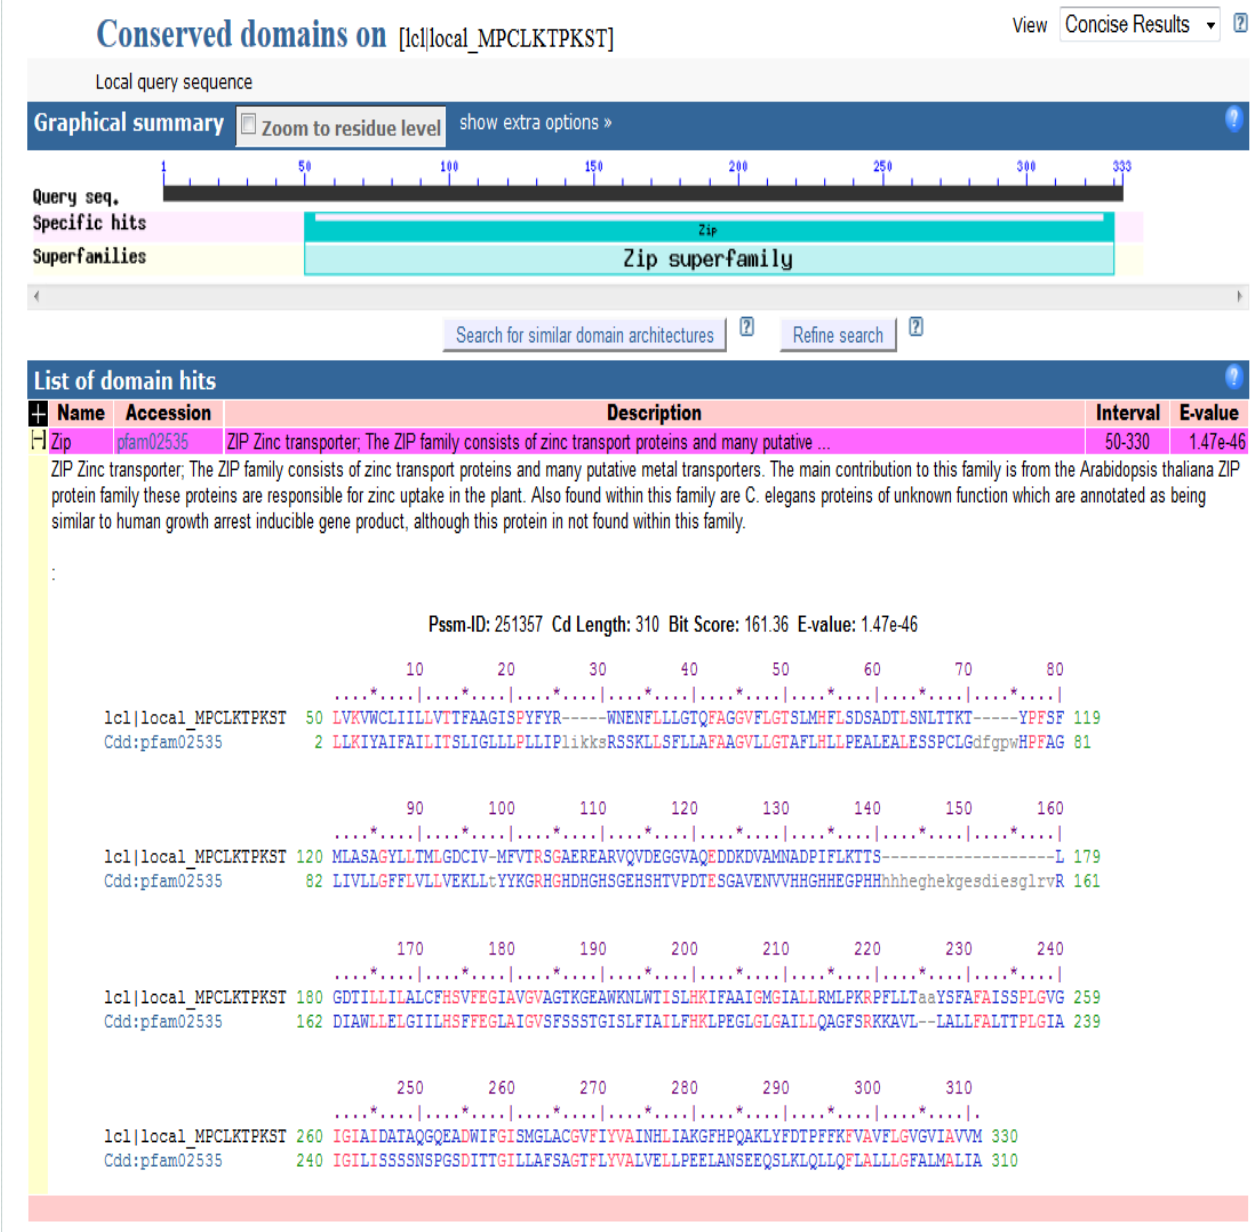 Conserved domains on [lcl|local_MPCLKTPKST]
View Concise Results
Local query sequence
Graphical summary Zoom to residue level show extra options »
1 50 100 150 200 250 300 333
Query seq.
Specific hits
Zip
Superfamilies
Zip superfamily
Search for similar domain architectures ? Refine search ?
List of domain hits
Name Accession Description Interval E-value
Zip pfam02535 ZIP Zinc transporter; The ZIP family consists of zinc transport proteins and many putative ... 50-330 1.47e-46
ZIP Zinc transporter; The ZIP family consists of zinc transport proteins and many putative metal transporters. The main contribution to this family is from the Arabidopsis thaliana ZIP
protein family these proteins are responsible for zinc uptake in the plant. Also found within this family are C. elegans proteins of unknown function which are annotated as being
similar to human growth arrest inducible gene product, although this protein in not found within this family.
:
Pssm-ID: 251357 Cd Length: 310 Bit Score: 161.36 E-value: 1.47e-46
10 20 30 40 50 60 70 80
....*....|....*....|....*....|....*....|....*....|....*....|....*....|....*....|
lcl|local_MPCLKTPKST 50 LVKVWCLIILLVTTFAAGISPYFYR-----WNENFLLLGTQFAGGVFLGTSLMHFLSDSADTLSNLTTKT-----YPFSF 119
Cdd:pfam02535 2 LLKIYAIFAILITSLIGLLLPLLIPlikksRSSKLLSFLLAFAAGVLLGTAFLHLLPEALEALESSPCLGdfgpwHPFAG 81
90 100 110 120 130 140 150 160
....*....|....*....|....*....|....*....|....*....|....*....|....*....|....*....|
lcl|local_MPCLKTPKST 120 MLASAGYLLTMLGDCIV-MFVTRSGAEREARVQVDEGGVAQEDDKDVAMNADPIFLKTTS-------------------L 179
Cdd:pfam02535 82 LIVLLGFFLVLLVEKLLtYYKGRHGHDHGHSGEHSHTVPDTESGAVENVVHHGHHEGPHHhhheghekgesdiesglrvR 161
170 180 190 200 210 220 230 240
....*....|....*....|....*....|....*....|....*....|....*....|....*....|....*....|
lcl|local_MPCLKTPKST 180 GDTILLILALCFHSVFEGIAVGVAGTKGEAWKNLWTISLHKIFAAIGMGIALLRMLPKRPFLLTaaYSFAFAISSPLGVG 259
Cdd:pfam02535 162 DIAWLLELGIILHSFFEGLAIGVSFSSSTGISLFIAILFHKLPEGLGLGAILLQAGFSRKKAVL--LALLFALTTPLGIA 239
250 260 270 280 290 300 310
....*....|....*....|....*....|....*....|....*....|....*....|....*....|.
lcl|local_MPCLKTPKST 260 IGIAIDATAQGQEADWIFGISMGLACGVFIYVAINHLIAKGFHPQAKLYFDTPFFKFVAVFLGVGVIAVVM 330
Cdd:pfam02535 240 IGILISSSSNSPGSDITTGILLAFSAGTFLYVALVELLPEELANSEEQSLKLQLLQFLALLLGFALMALIA 310